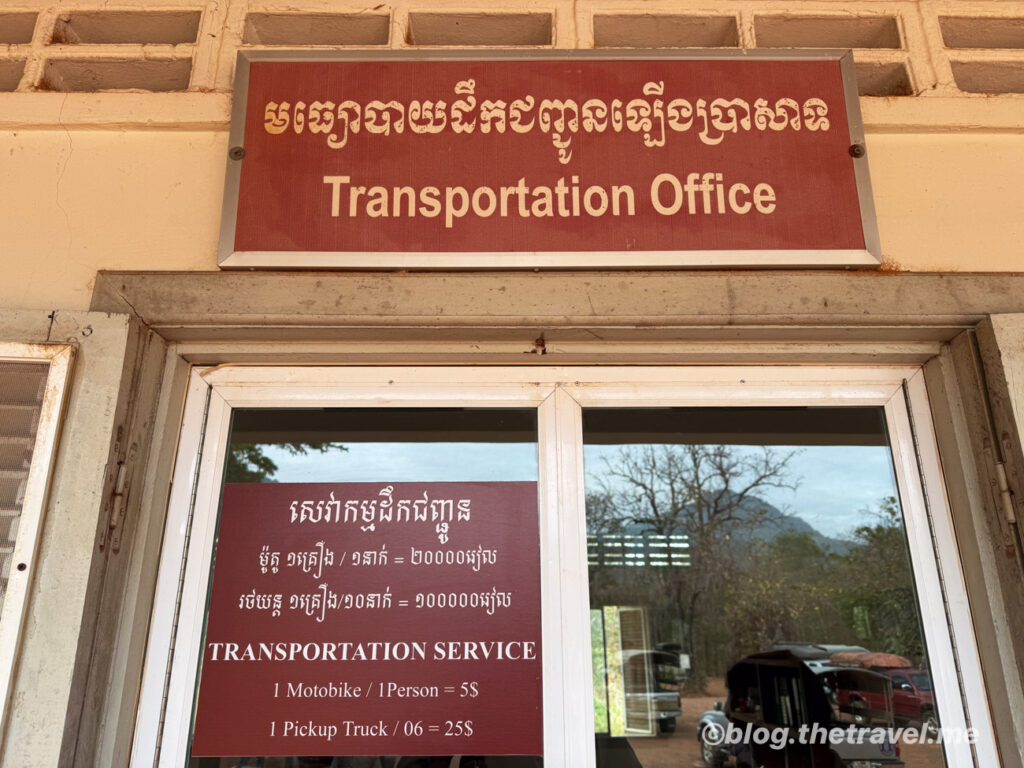 មធ្យោបាយដឹកជញ្ជូនឡើងប្រាសាទ
Transportation Office
សេវាកម្មដឹកជញ្ជូន
ម៉ូតូ ១គ្រឿង / ១នាក់ = ២០០០០រៀល
រថយន្ត ១គ្រឿង/១០នាក់ = ១០០០០០រៀល
TRANSPORTATION SERVICE
1 Motobike / 1Person = 5$
1 Pickup Truck / 06 = 25$
©blog.thetravel.me